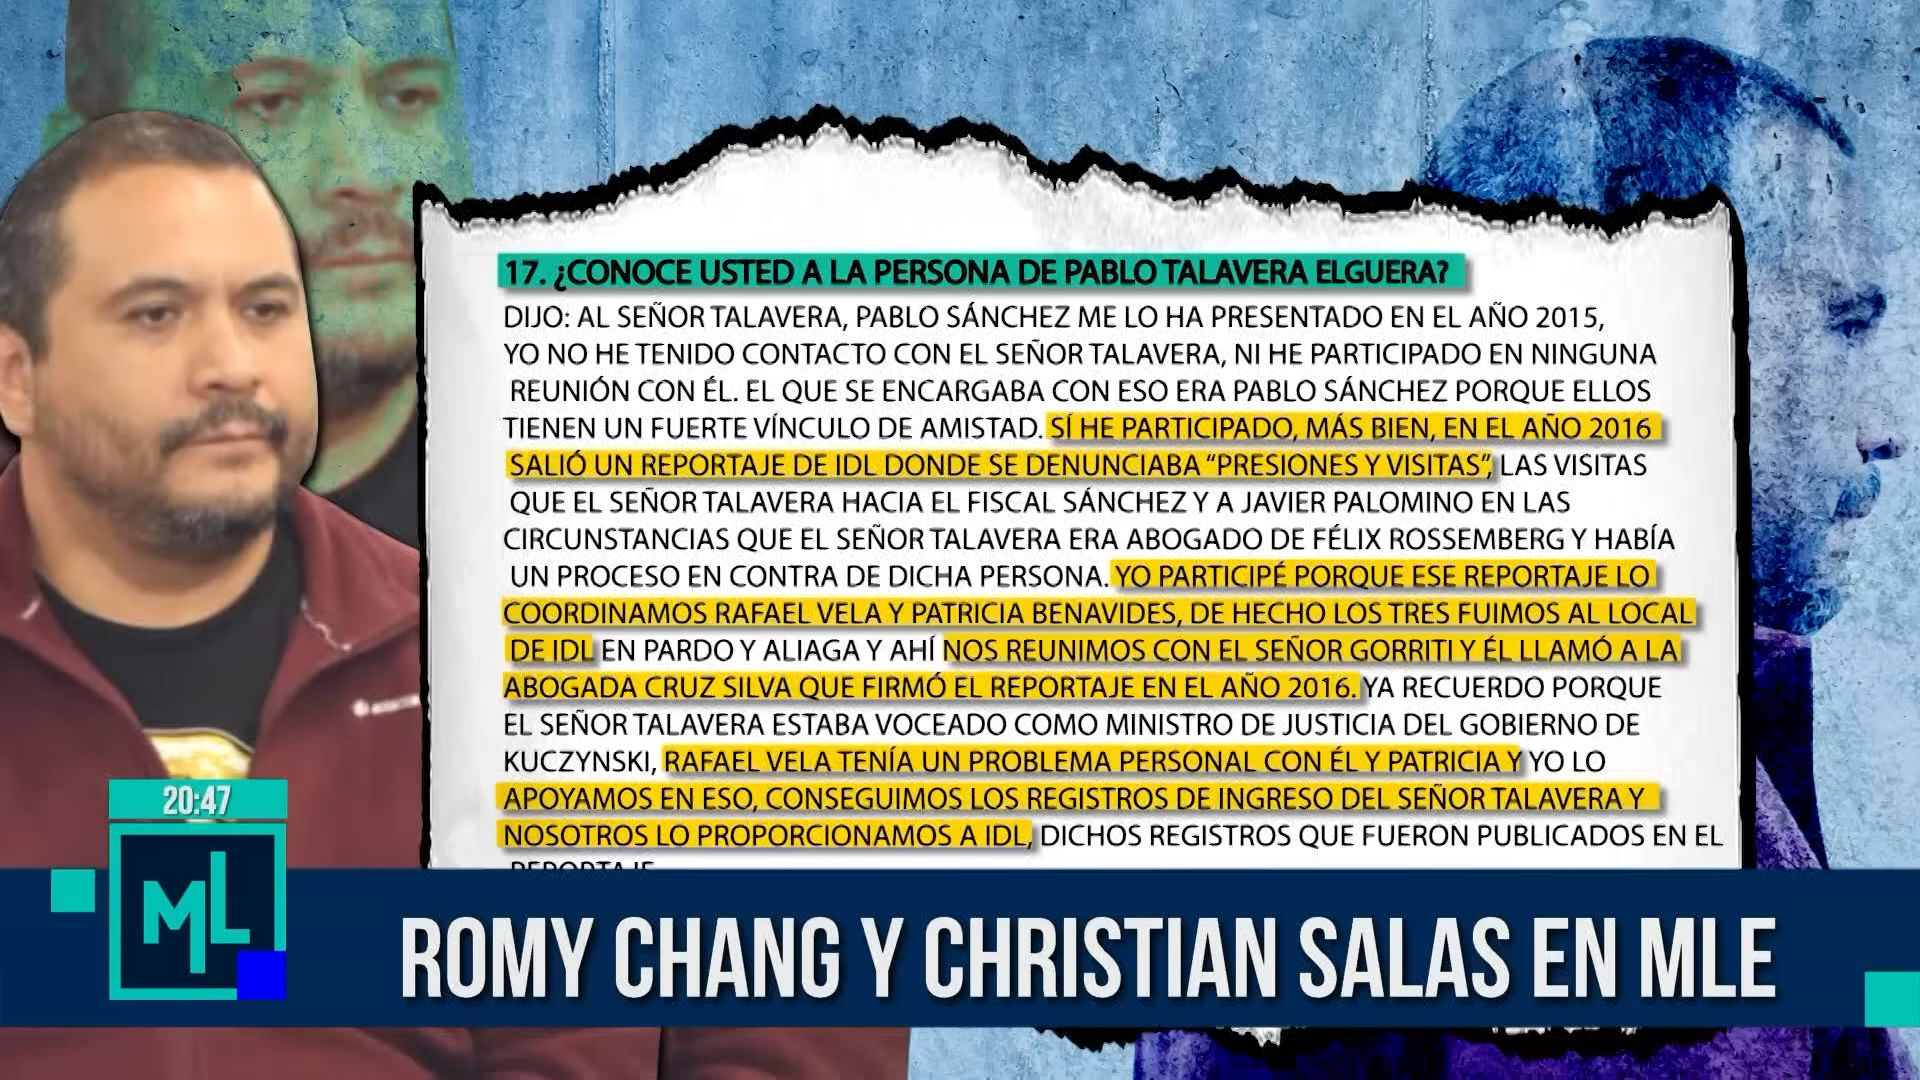 17. ¿CONOCE USTED A LA PERSONA DE PABLO TALAVERA ELGUERA?
DIJO: AL SEÑOR TALAVERA, PABLO SÁNCHEZ ME LO HA PRESENTADO EN EL AÑO 2015,
YO NO HE TENIDO CONTACTO CON EL SEÑOR TALAVERA, NI HE PARTICIPADO EN NINGUNA
REUNIÓN CON ÉL. EL QUE SE ENCARGABA CON ESO ERA PABLO SÁNCHEZ PORQUE ELLOS
TIENEN UN FUERTE VÍNCULO DE AMISTAD. SÍ HE PARTICIPADO, MÁS BIEN, EN EL AÑO 2016
SALIÓ UN REPORTAJE DE IDL DONDE SE DENUNCIABA “PRESIONES Y VISITAS”, LAS VISITAS
QUE EL SEÑOR TALAVERA HACIA EL FISCAL SÁNCHEZ Y A JAVIER PALOMINO EN LAS
CIRCUNSTANCIAS QUE EL SEÑOR TALAVERA ERA ABOGADO DE FÉLIX ROSSEMBERG Y HABÍA
UN PROCESO EN CONTRA DE DICHA PERSONA. YO PARTICIPÉ PORQUE ESE REPORTAJE LO
COORDINAMOS RAFAEL VELA Y PATRICIA BENAVIDES, DE HECHO LOS TRES FUIMOS AL LOCAL
DE IDL EN PARDO Y ALIAGA Y AHÍ NOS REUNIMOS CON EL SEÑOR GORRITI Y ÉL LLAMÓ A LA
ABOGADA CRUZ SILVA QUE FIRMÓ EL REPORTAJE EN EL AÑO 2016. YA RECUERDO PORQUE
EL SEÑOR TALAVERA ESTABA VOCEADO COMO MINISTRO DE JUSTICIA DEL GOBIERNO DE
KUCZYNSKI, RAFAEL VELA TENÍA UN PROBLEMA PERSONAL CON ÉL Y PATRICIA Y YO LO
APOYAMOS EN ESO, CONSEGUIMOS LOS REGISTROS DE INGRESO DEL SEÑOR TALAVERA Y
NOSOTROS LO PROPORCIONAMOS A IDL, DICHOS REGISTROS QUE FUERON PUBLICADOS EN EL
REPORTAJE
20:47
ML
ROMY CHANG Y CHRISTIAN SALAS EN MLE